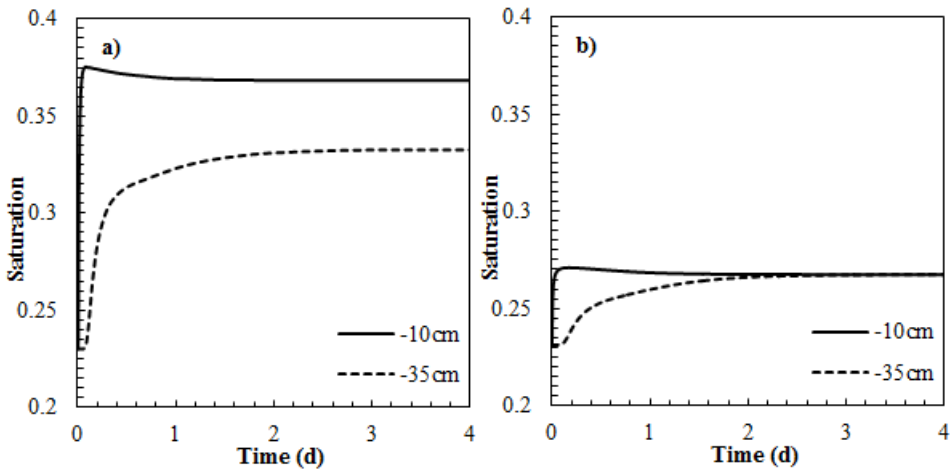 a)
0.4
0.35
0.3
0.25
0.2
Saturation
-10cm
-35cm
0 1 2 3 4
Time (d)
b)
0.4
0.35
0.3
0.25
0.2
Saturation
-10cm
-35cm
0 1 2 3 4
Time (d)